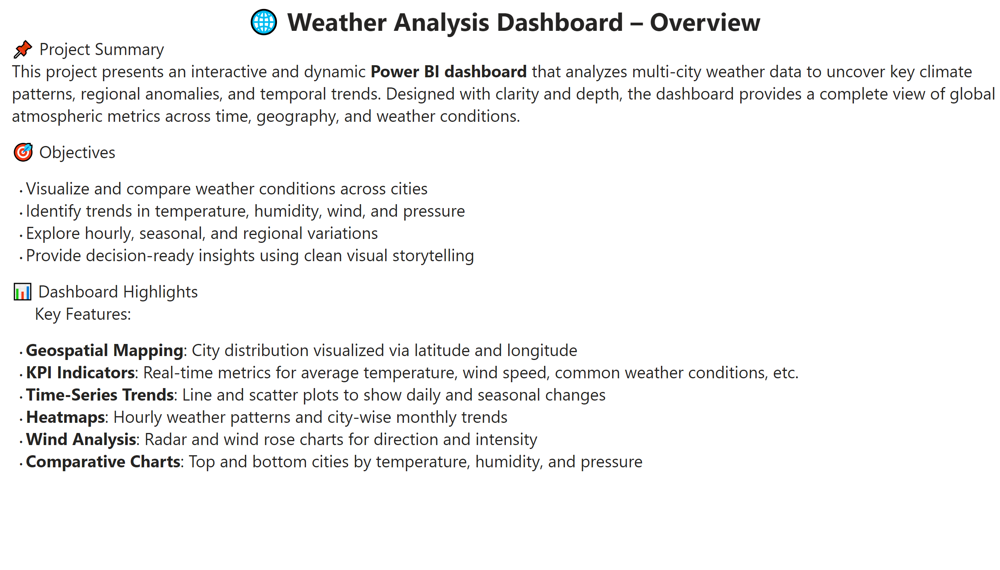 🌐 Weather Analysis Dashboard – Overview
📌 Project Summary
This project presents an interactive and dynamic Power BI dashboard that analyzes multi-city weather data to uncover key climate
patterns, regional anomalies, and temporal trends. Designed with clarity and depth, the dashboard provides a complete view of global
atmospheric metrics across time, geography, and weather conditions.
🎯 Objectives
• Visualize and compare weather conditions across cities
• Identify trends in temperature, humidity, wind, and pressure
• Explore hourly, seasonal, and regional variations
• Provide decision-ready insights using clean visual storytelling
📊 Dashboard Highlights
Key Features:
• Geospatial Mapping: City distribution visualized via latitude and longitude
• KPI Indicators: Real-time metrics for average temperature, wind speed, common weather conditions, etc.
• Time-Series Trends: Line and scatter plots to show daily and seasonal changes
• Heatmaps: Hourly weather patterns and city-wise monthly trends
• Wind Analysis: Radar and wind rose charts for direction and intensity
• Comparative Charts: Top and bottom cities by temperature, humidity, and pressure